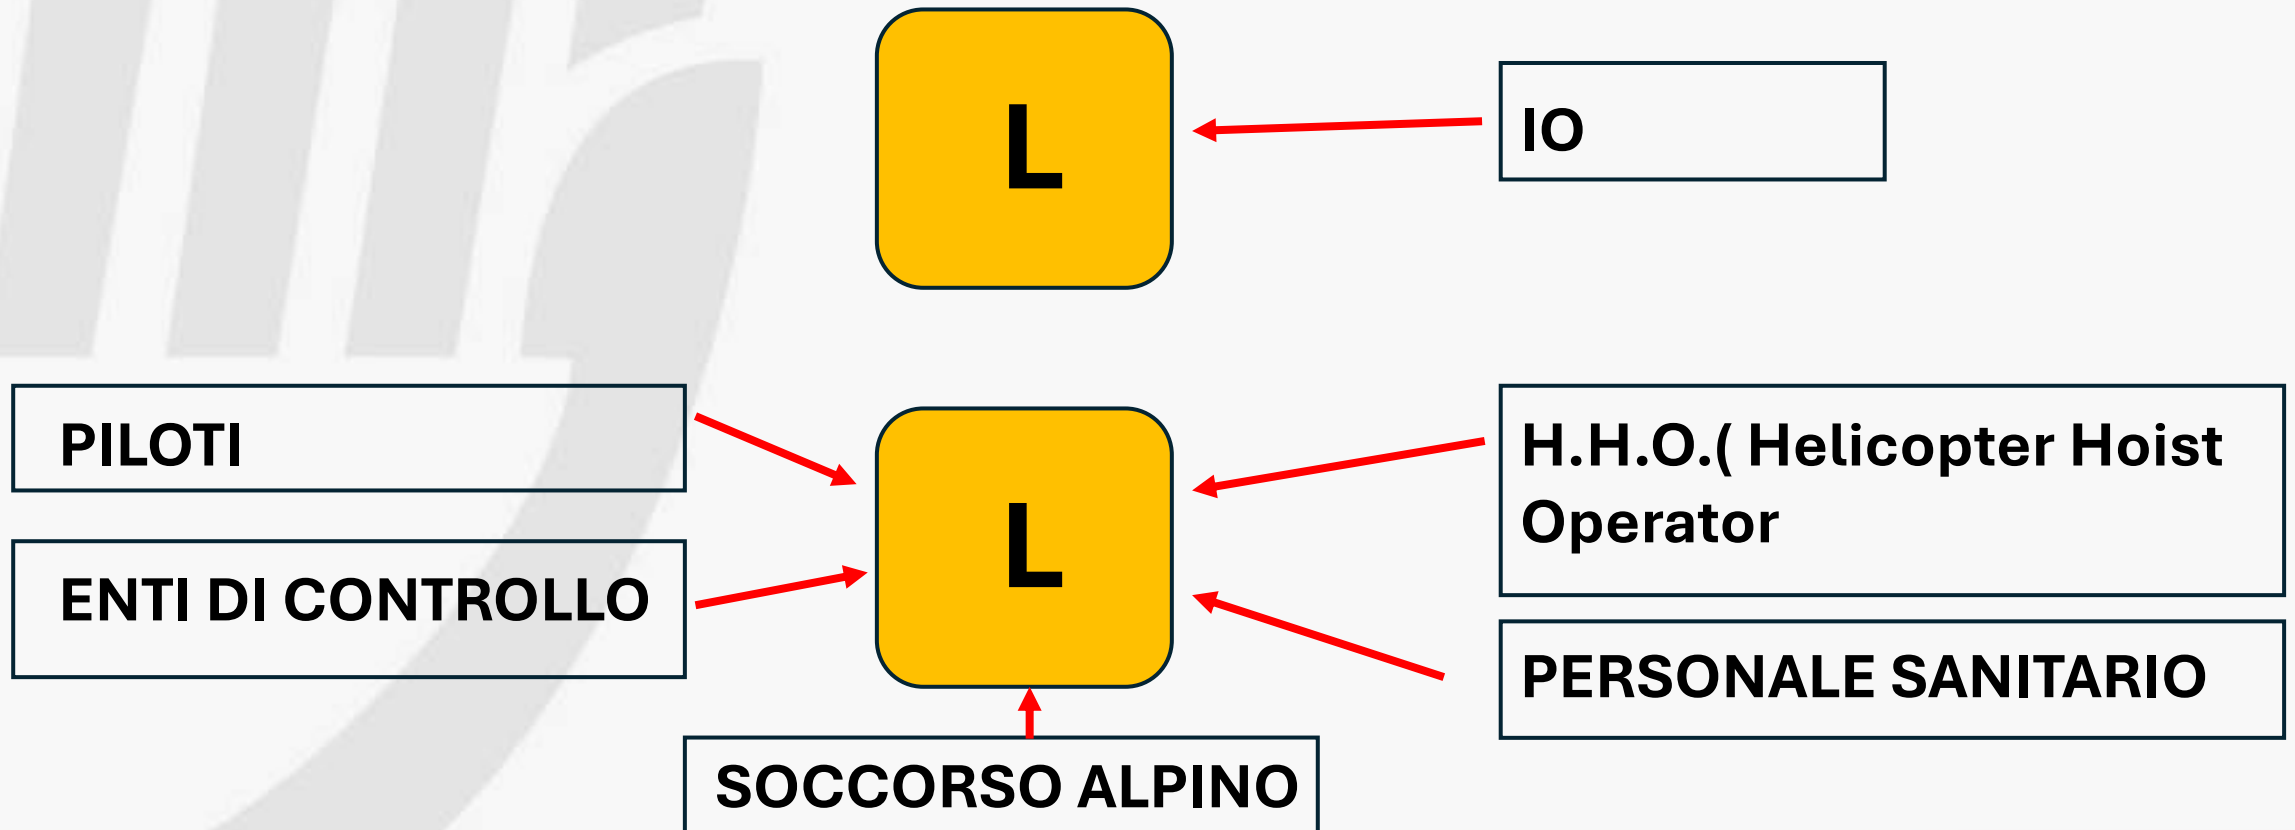 L
IO
PILOTI
ENTI DI CONTROLLO
L
H.H.O.( Helicopter Hoist
Operator
PERSONALE SANITARIO
SOCCORSO ALPINO